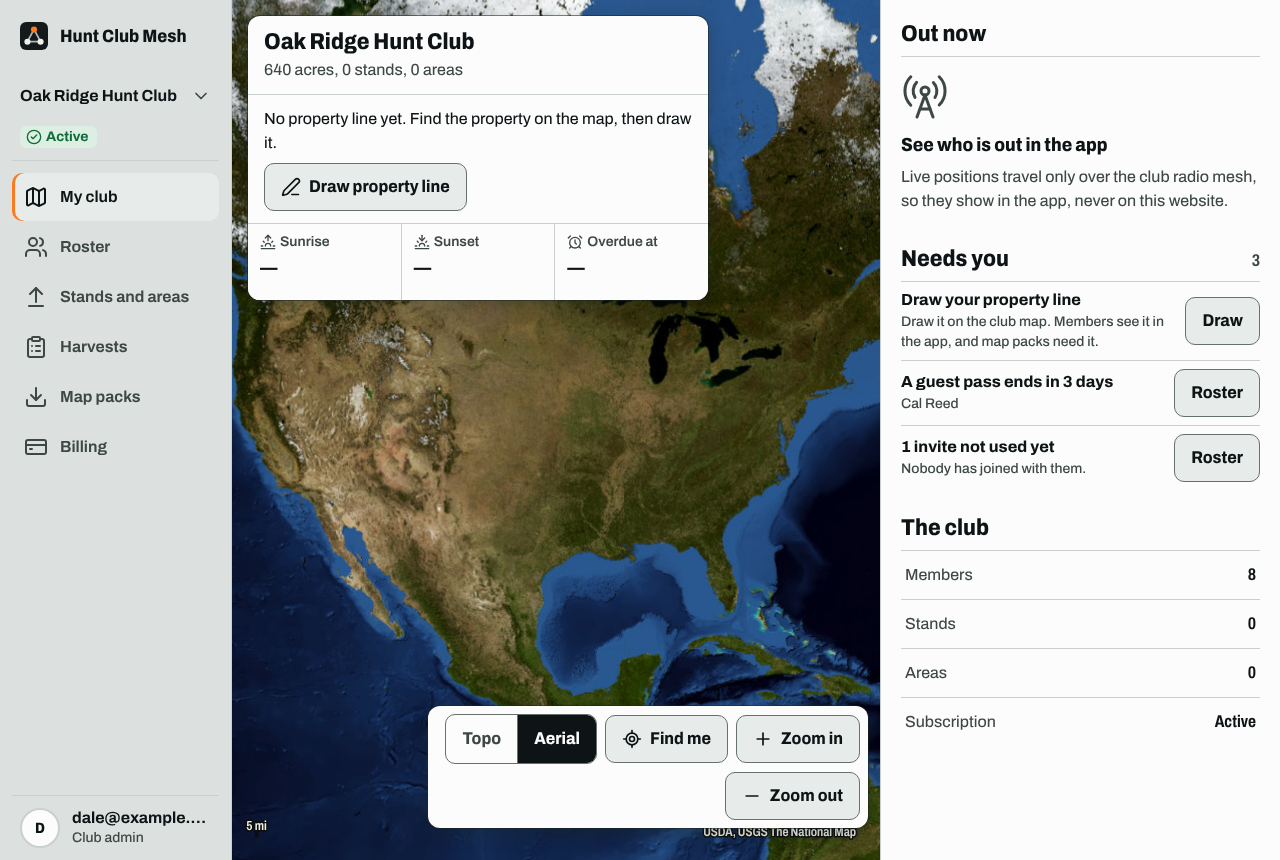 Hunt Club Mesh
Oak Ridge Hunt Club
Active
My club
Roster
Stands and areas
Harvests
Map packs
Billing
D
dale@example....
Club admin
Oak Ridge Hunt Club
640 acres, 0 stands, 0 areas
No property line yet. Find the property on the map, then draw
it.
Draw property line
Sunrise
—
Sunset
—
Overdue at
—
Topo
Aerial
Find me
Zoom in
Zoom out
5 mi
USDA, USGS The National Map
Out now
See who is out in the app
Live positions travel only over the club radio mesh,
so they show in the app, never on this website.
Needs you
3
Draw your property line
Draw it on the club map. Members see it in
the app, and map packs need it.
Draw
A guest pass ends in 3 days
Cal Reed
Roster
1 invite not used yet
Nobody has joined with them.
Roster
The club
Members
8
Stands
0
Areas
0
Subscription
Active